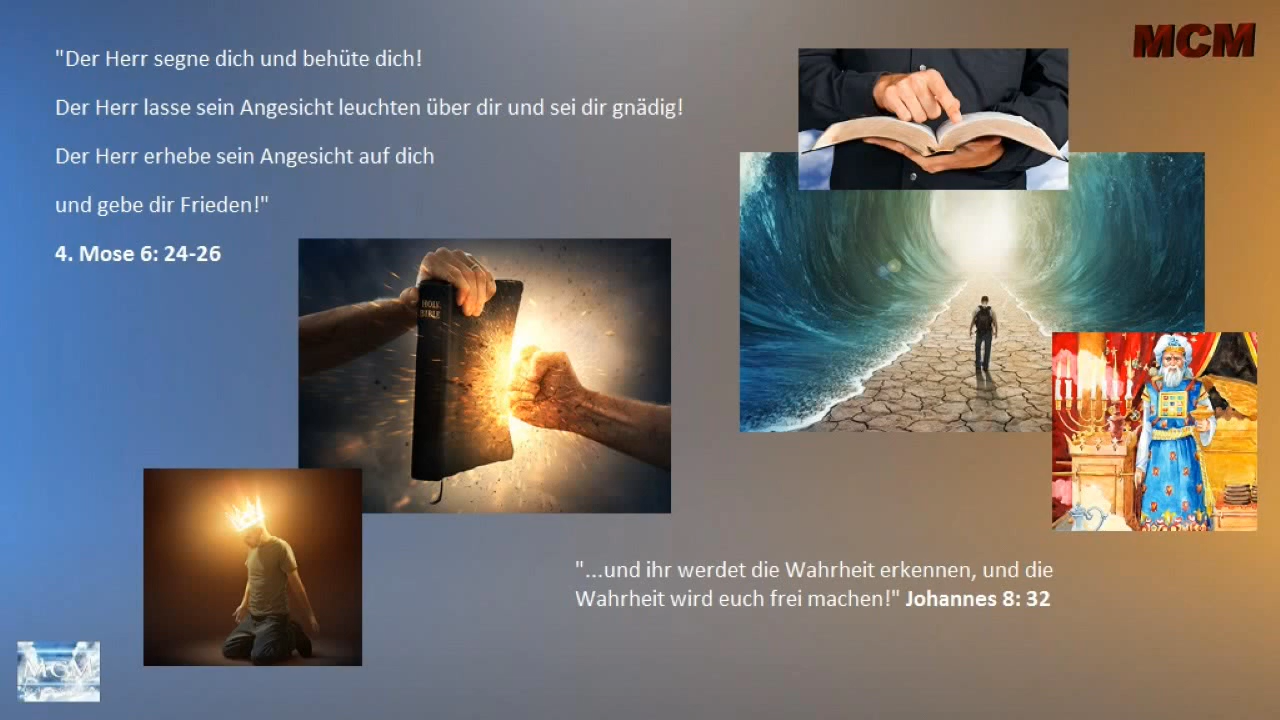 "Der Herr segne dich und behüte dich!
Der Herr lasse sein Angesicht leuchten über dir und sei dir gnädig!
Der Herr erhebe sein Angesicht auf dich
und gebe dir Frieden!"
4. Mose 6: 24-26
MCM
HOLY
BIBLE
"...und ihr werdet die Wahrheit erkennen, und die
Wahrheit wird euch frei machen!" Johannes 8: 32
MCM